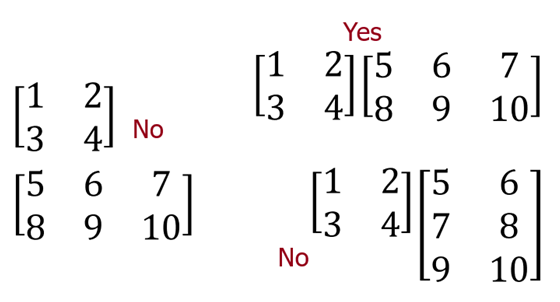 Yes
[1 2
3 4] [5 6 7
8 9 10]
[1 2
3 4]
No
[5 6 7
8 9 10]
[1 2
3 4] [5 6
7 8
9 10]
No